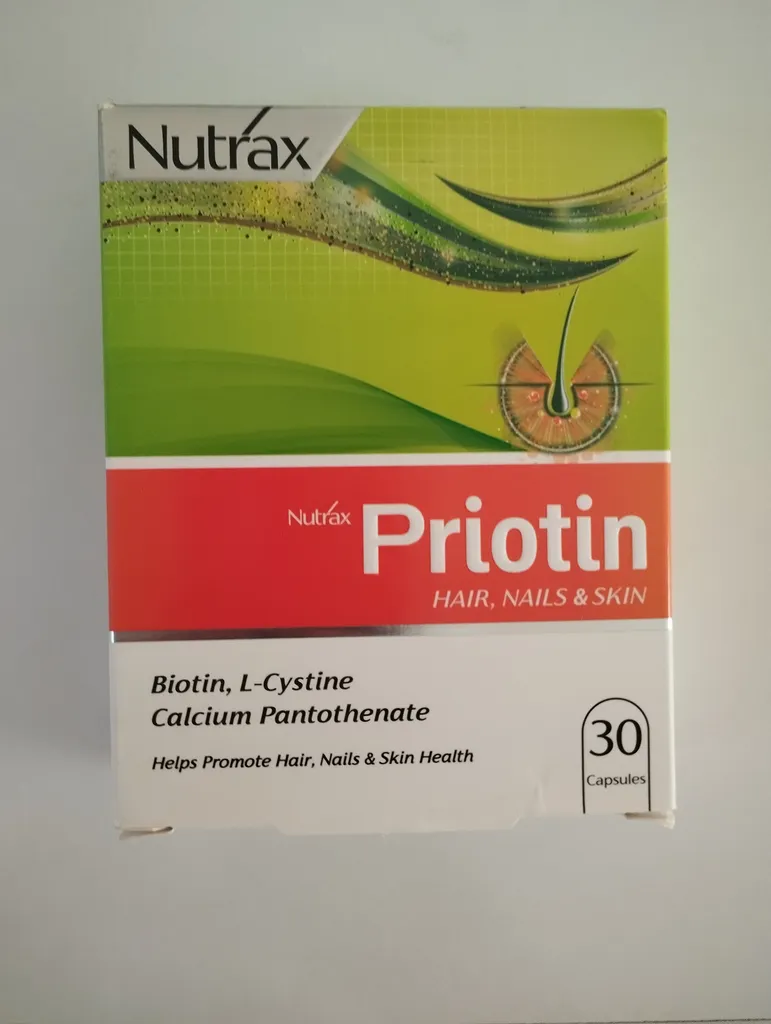 Nutrax
Nutrax Priotin
HAIR, NAILS & SKIN
Biotin, L-Cystine
Calcium Pantothenate
Helps Promote Hair, Nails & Skin Health
30
Capsules